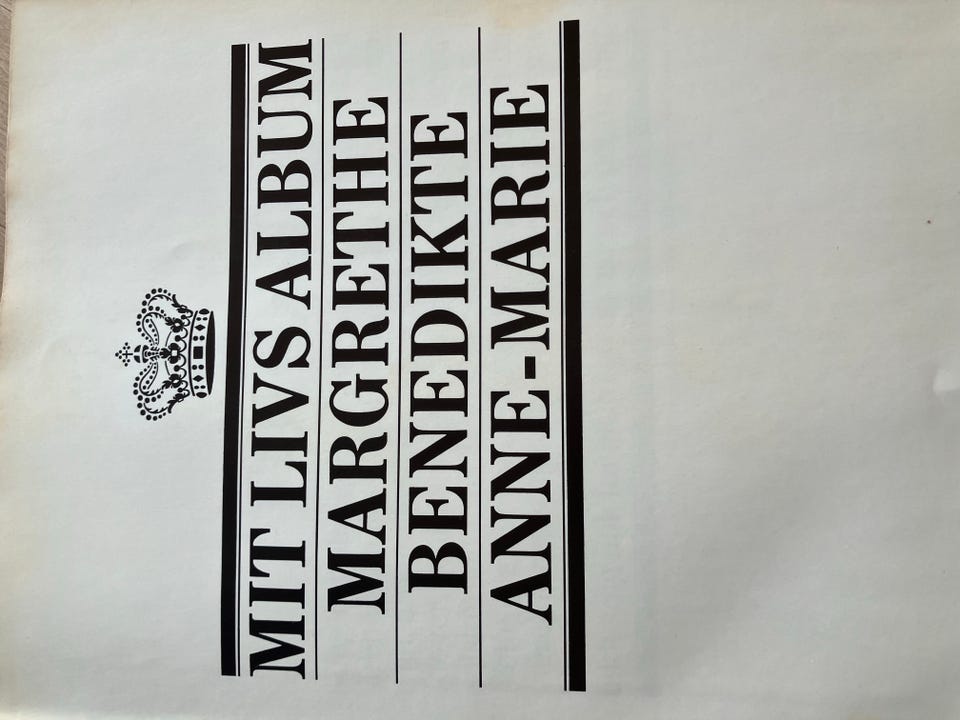 MIT LIVS ALBUM
MARGRETHE
BENEDIKTE
ANNE-MARIE